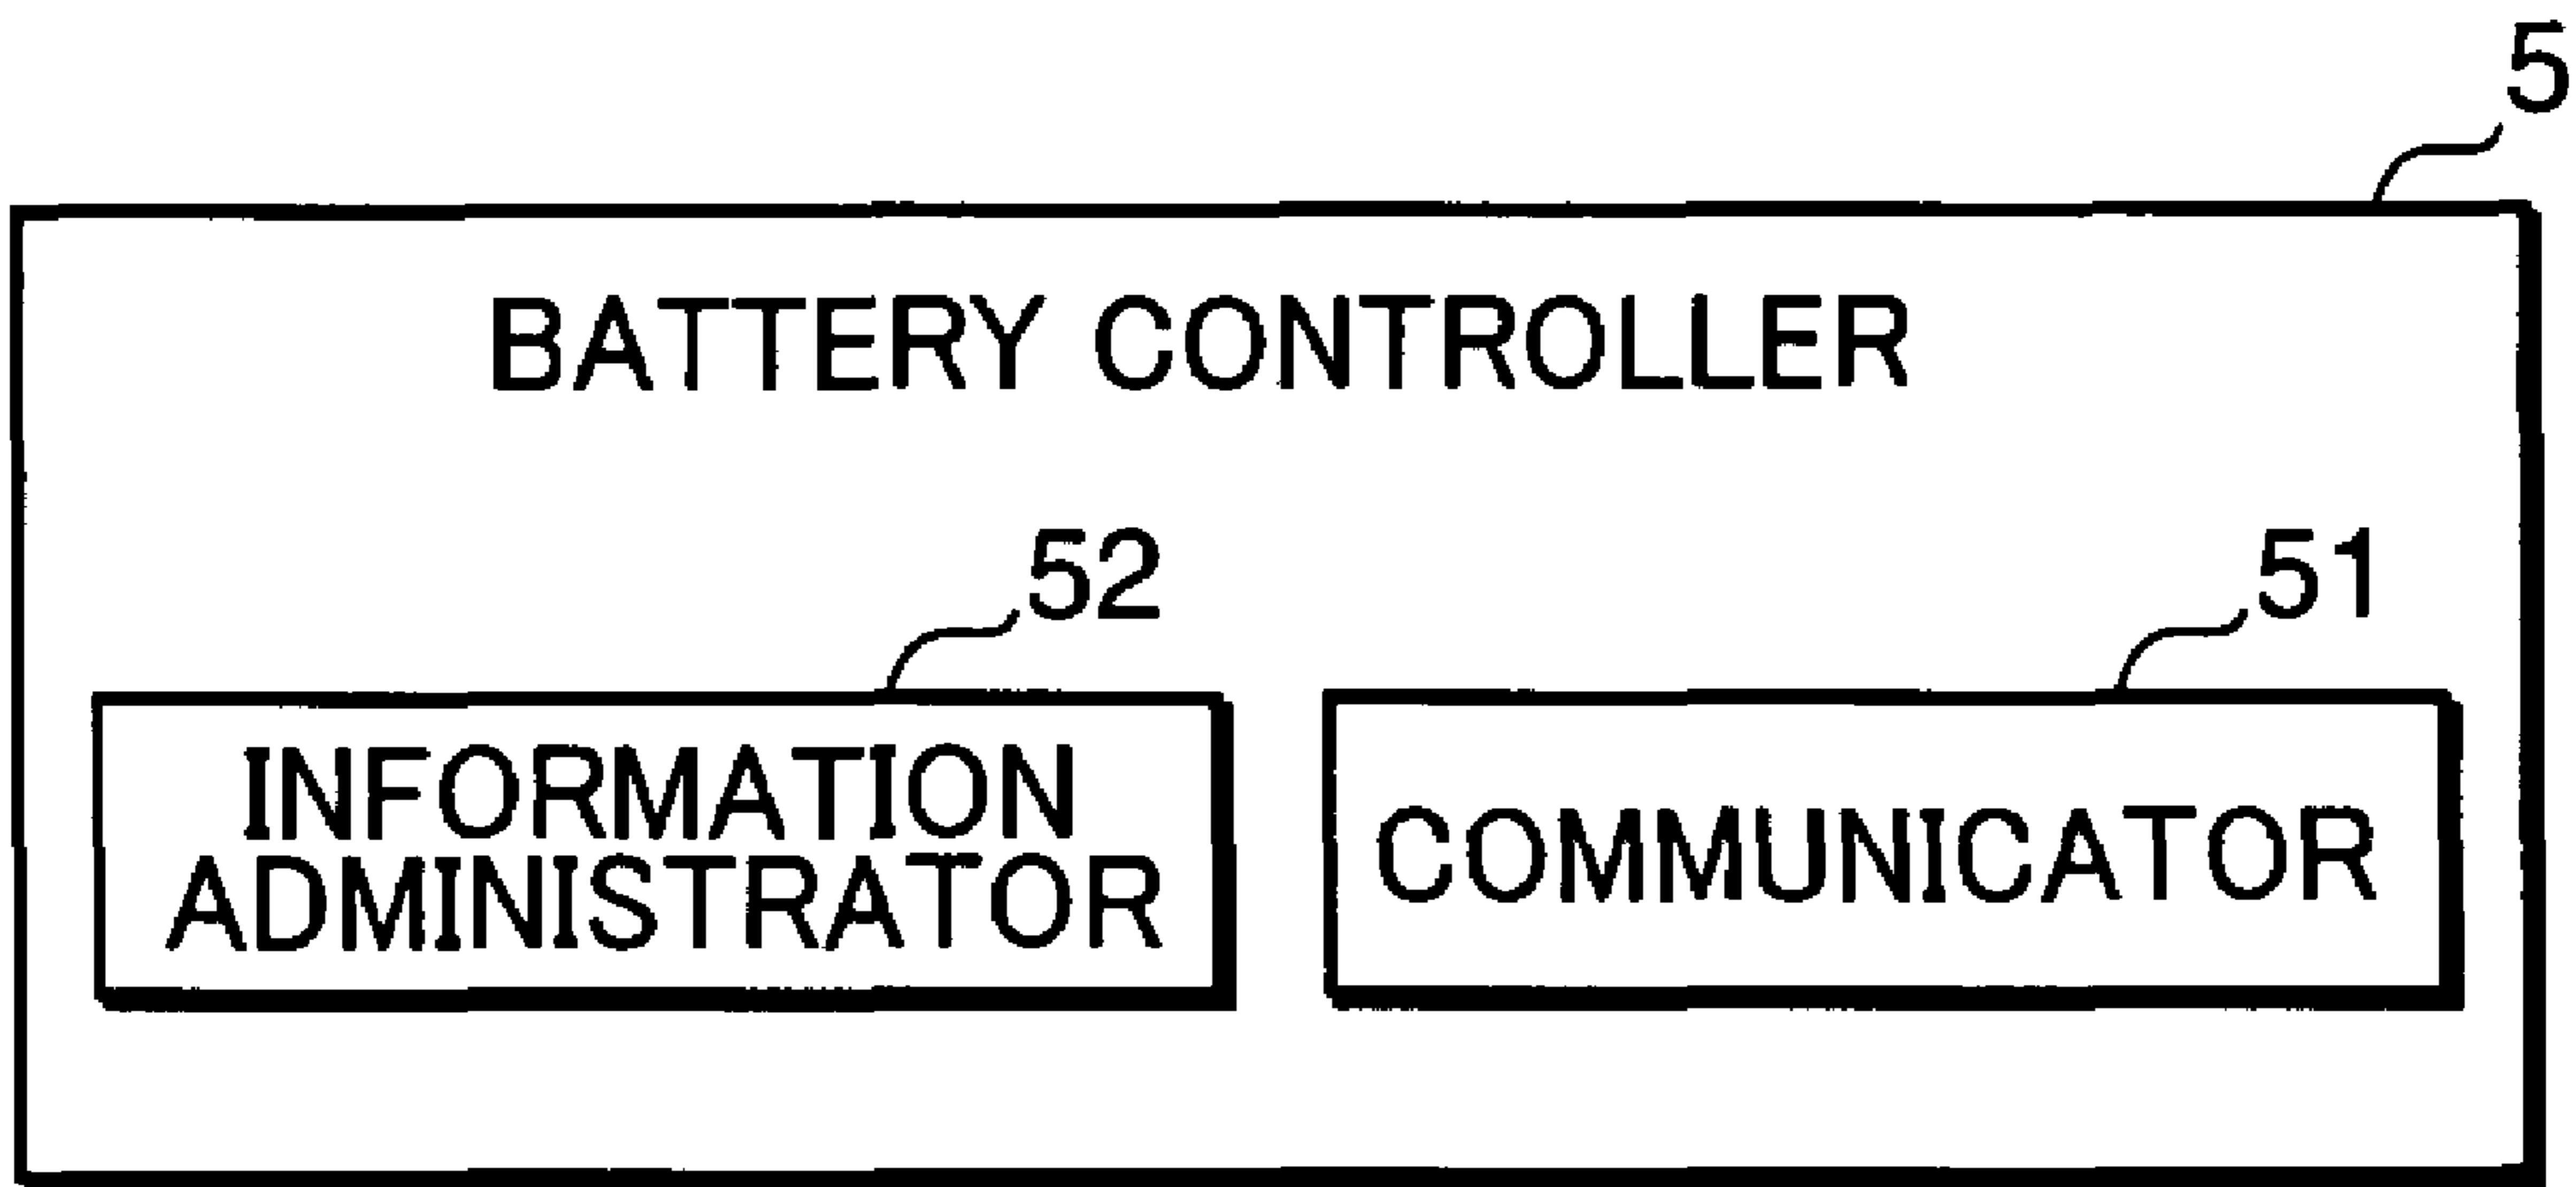 5
BATTERY CONTROLLER
52
51
INFORMATION
ADMINISTRATOR
COMMUNICATOR